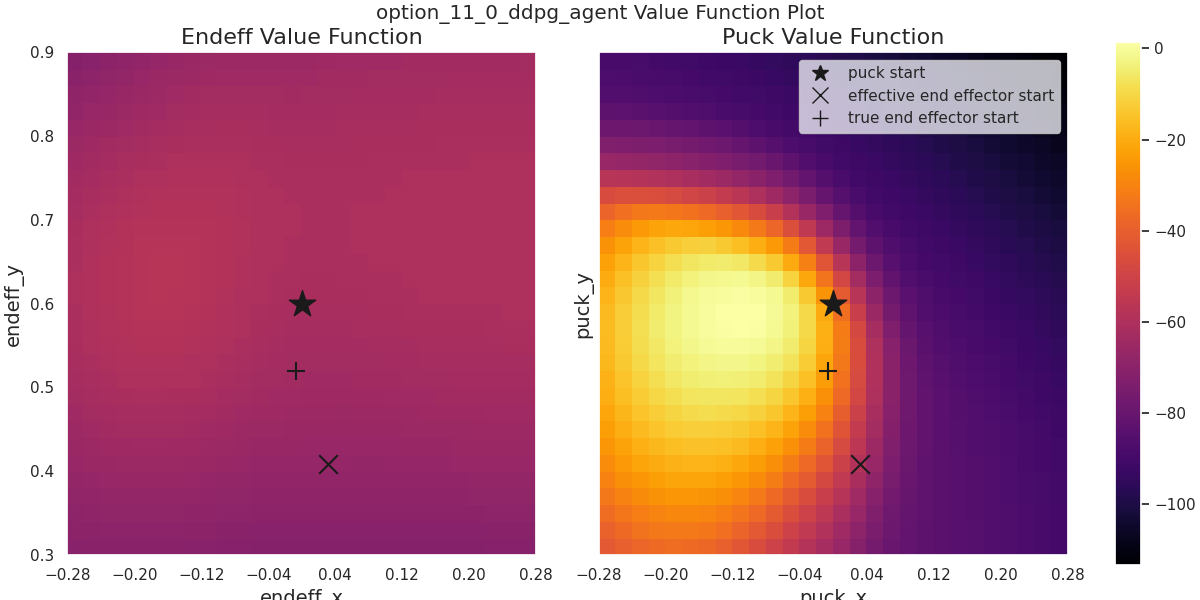 option_11_0_ddpg_agent Value Function Plot
Endeff Value Function
Puck Value Function
puck start
effective end effector start
true end effector start
endeff_y
0.9
0.8
0.7
0.6
0.5
0.4
0.3
puck_y
0
−20
−40
−60
−80
−100
−0.28 −0.20 −0.12 −0.04 0.04 0.12 0.20 0.28
−0.28 −0.20 −0.12 −0.04 0.04 0.12 0.20 0.28
endeff_x
puck_x